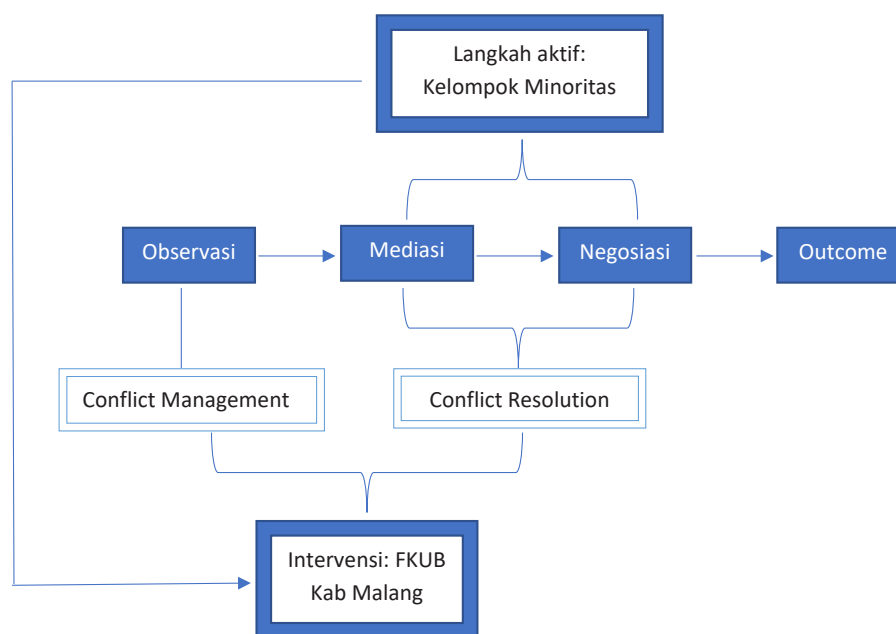 Langkah aktif:
Kelompok Minoritas
Observasi
Mediasi
Negosiasi
Outcome
Conflict Management
Conflict Resolution
Intervensi: FKUB
Kab Malang